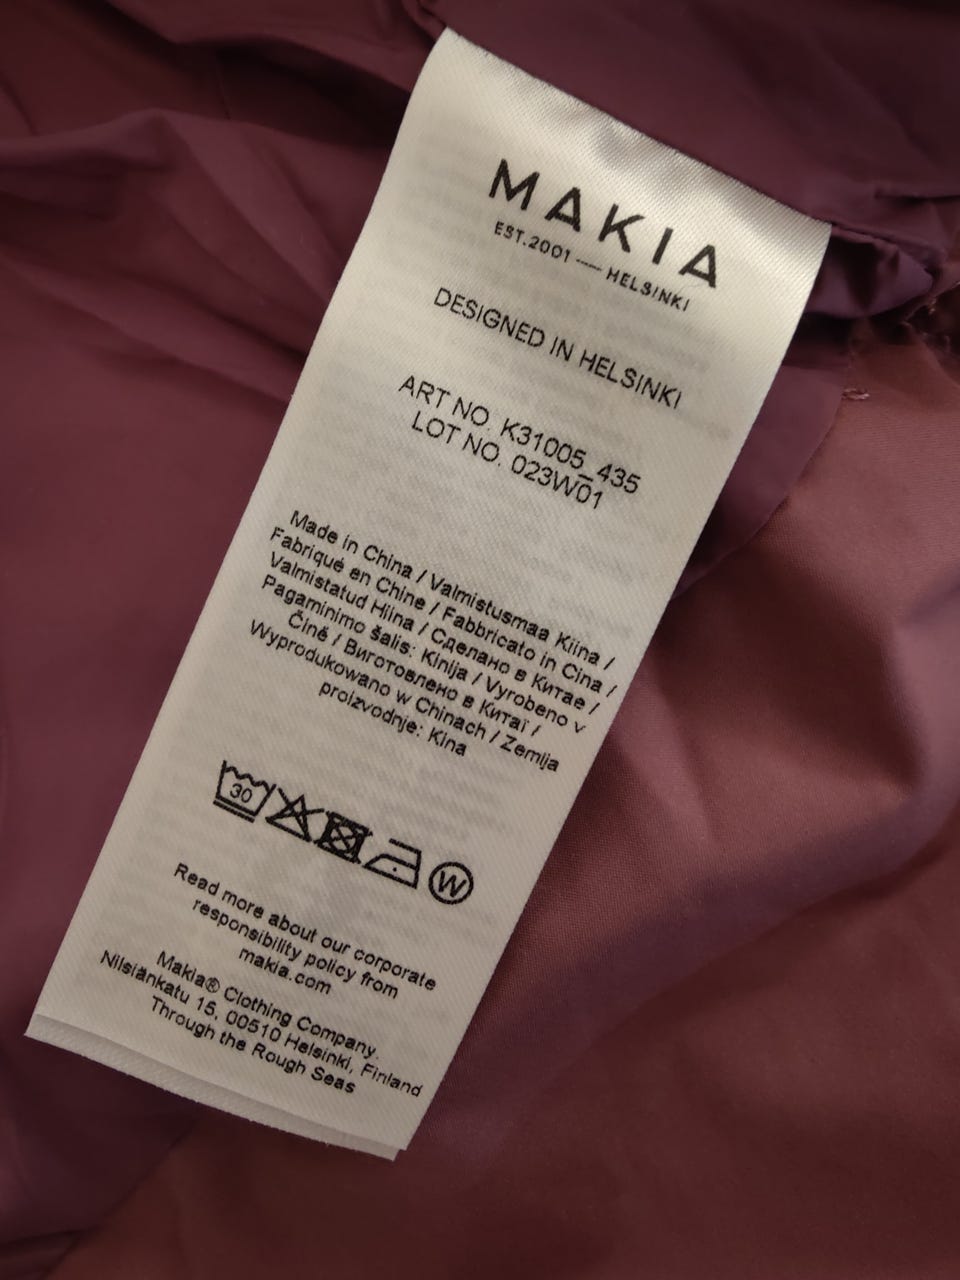 MAKIA
EST.2001 — HELSINKI
DESIGNED IN HELSINKI
ART NO. K31005_435
LOT NO. 023W01
Made in China / Valmistusmaa Kiina /
Fabriqué en Chine / Fabbricato in Cina /
Valmistatud Hiina / Сделано в Китае /
Pagaminimo šalis: Kinija / Vyrobeno v
Číně / Виготовлено в Китаї /
Wyprodukowano w Chinach / Zemlja
proizvodnje: Kina
30
W
Read more about our corporate
responsibility policy from
makia.com
Makia® Clothing Company.
Nilsiänkatu 15, 00510 Helsinki, Finland
Through the Rough Seas